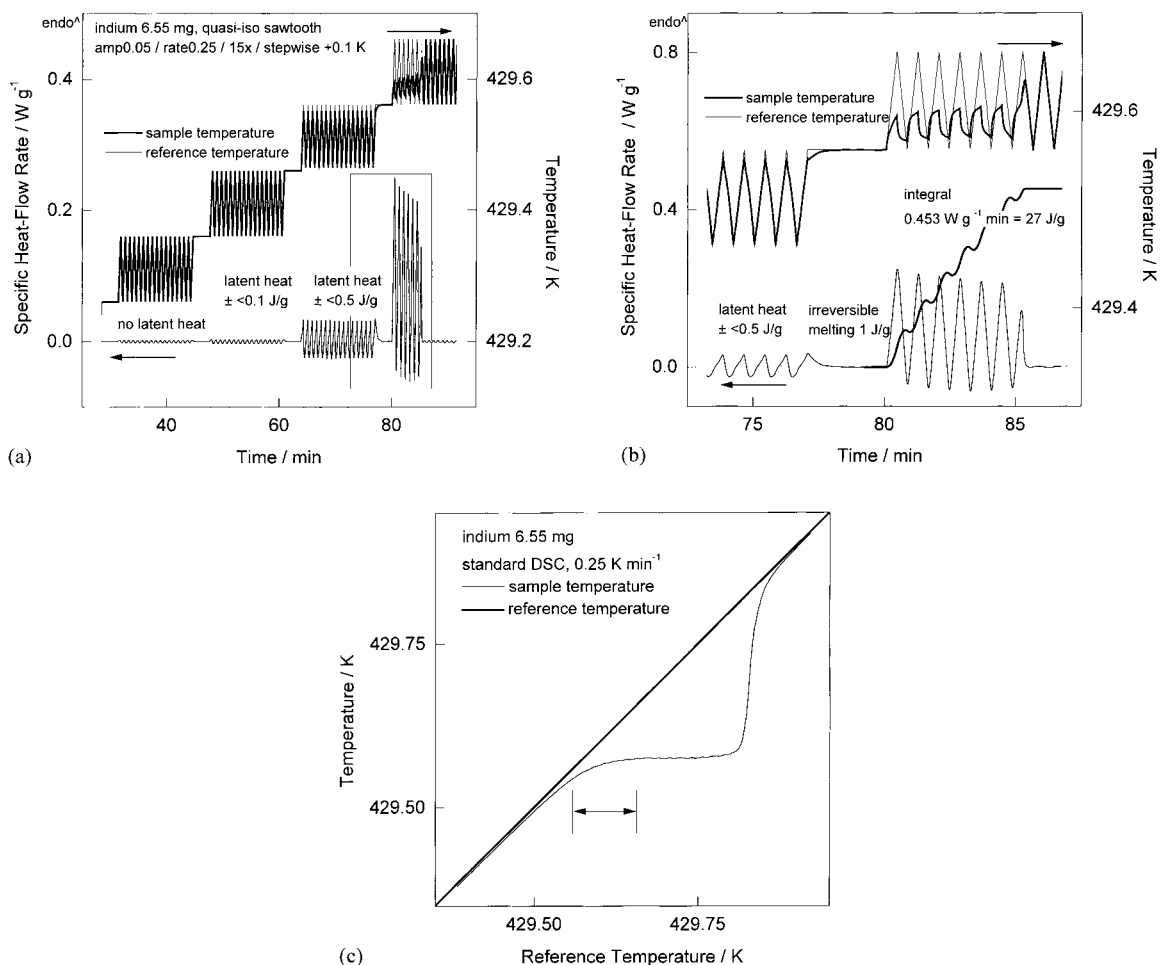 endo^
indium 6.55 mg, quasi-iso sawtooth
amp0.05 / rate0.25 / 15x / stepwise +0.1 K
sample temperature
reference temperature
latent heat
± <0.1 J/g
latent heat
± <0.5 J/g
no latent heat
0.4
0.2
0.0
Specific Heat-Flow Rate / W g⁻¹
429.6
429.4
429.2
Temperature / K
40
60
80
Time / min
(a)
endo^
sample temperature
reference temperature
integral
0.453 W g⁻¹ min = 27 J/g
latent heat
± <0.5 J/g
irreversible
melting 1 J/g
0.8
0.4
0.0
Specific Heat-Flow Rate / W g⁻¹
429.6
429.4
Temperature / K
75
80
85
Time / min
(b)
indium 6.55 mg
standard DSC, 0.25 K min⁻¹
sample temperature
reference temperature
429.75
429.50
Temperature / K
429.50
429.75
Reference Temperature / K
(c)